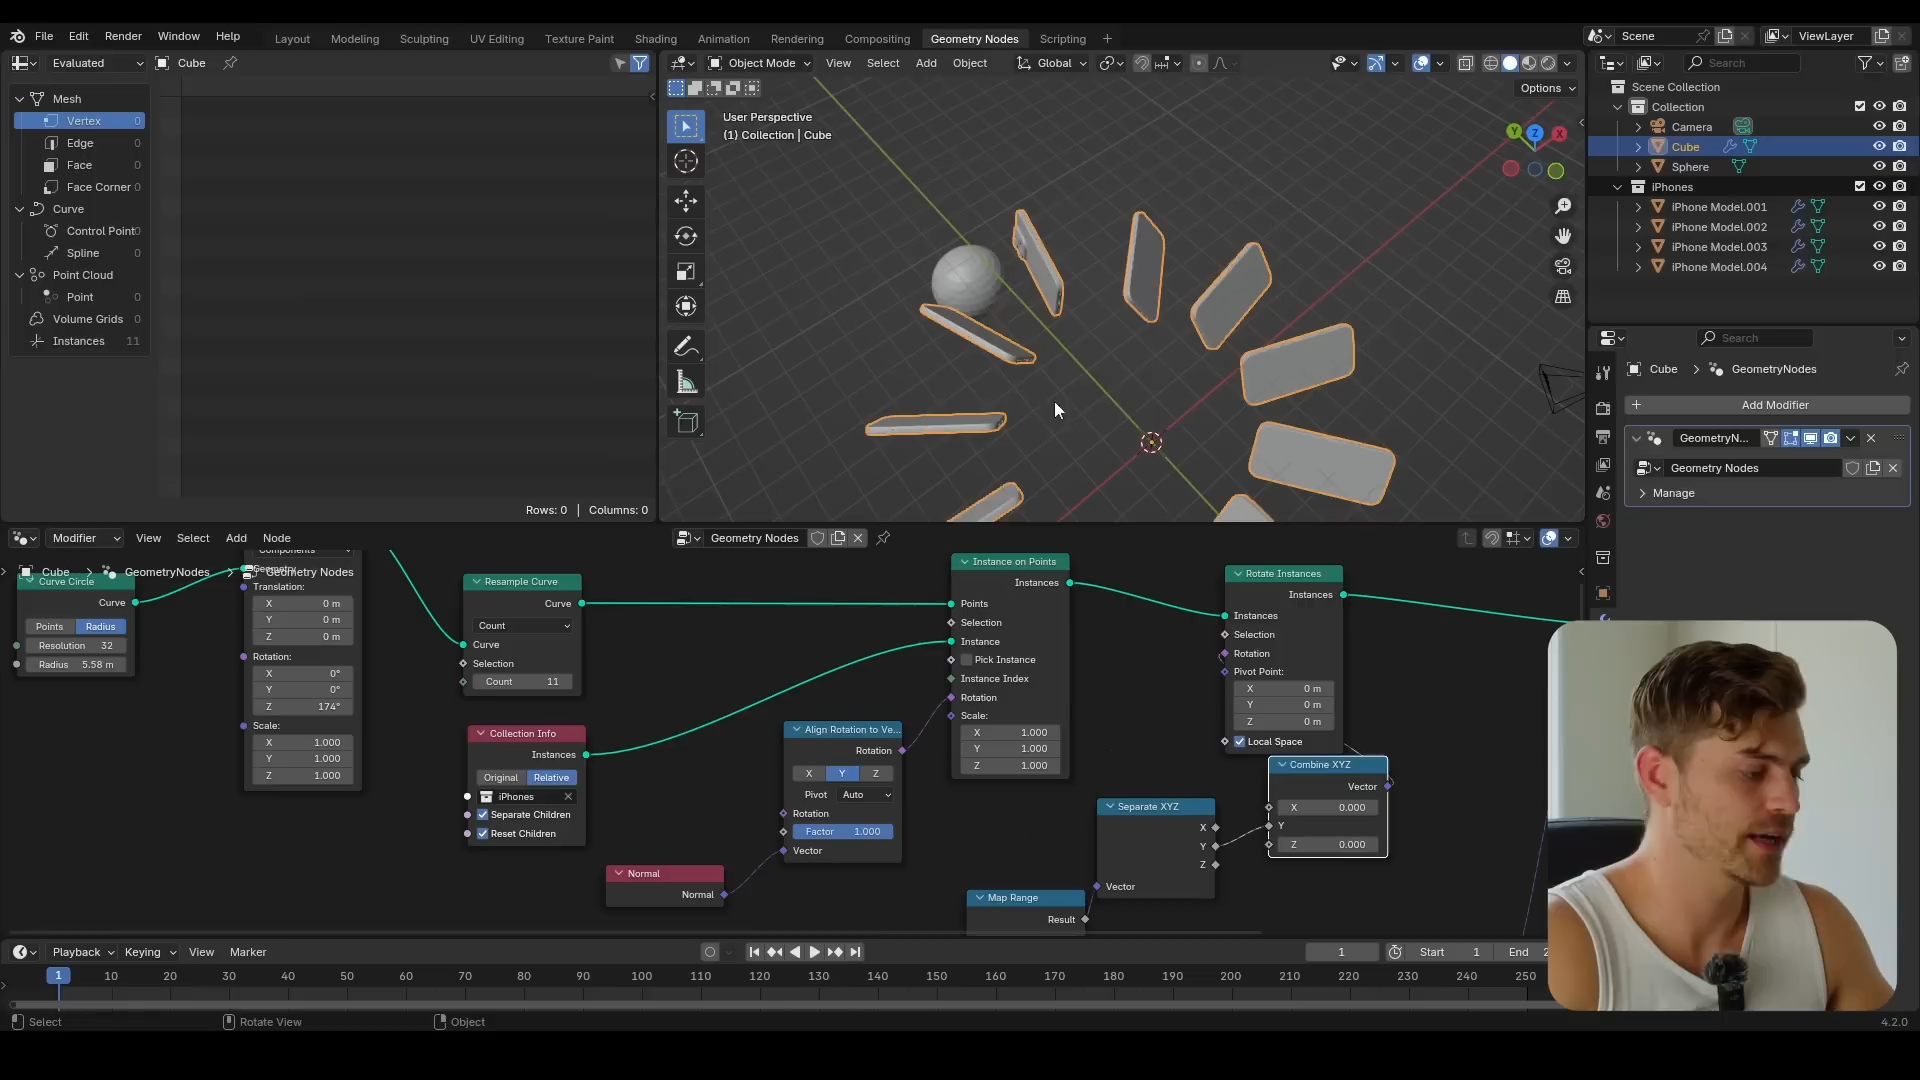 File Edit Render Window Help Layout Modeling Sculpting UV Editing Texture Paint Shading Animation Rendering Compositing Geometry Nodes Scripting + Scene ViewLayer
Evaluated Cube
Object Mode View Select Add Object Global
Search
Options
Mesh
Vertex 0
Edge 0
Face 0
Face Corner 0
Curve
Control Point 0
Spline 0
Point Cloud
Point 0
Volume Grids 0
Instances 11
Rows: 0 | Columns: 0
User Perspective
(1) Collection | Cube
Y Z X
Scene Collection
Collection
Camera
Cube
Sphere
iPhones
iPhone Model.001
iPhone Model.002
iPhone Model.003
iPhone Model.004
Search
Cube > GeometryNodes
+ Add Modifier
GeometryN...
Geometry Nodes
Manage
Modifier View Select Add Node Geometry Nodes
Cube > GeometryNodes > Geometry Nodes
Curve Circle
Curve
Points Radius
Resolution 32
Radius 5.58 m
Components
Geometry
Translation:
X 0 m
Y 0 m
Z 0 m
Rotation:
X 0°
Y 0°
Z 174°
Scale:
X 1.000
Y 1.000
Z 1.000
Resample Curve
Curve
Count
Curve
Selection
Count 11
Collection Info
Instances
Original Relative
iPhones
Separate Children
Reset Children
Normal
Normal
Align Rotation to Ve...
Rotation
X Y Z
Pivot Auto
Rotation
Factor 1.000
Vector
Instance on Points
Instances
Points
Selection
Instance
Pick Instance
Instance Index
Rotation
Scale:
X 1.000
Y 1.000
Z 1.000
Map Range
Result
Separate XYZ
X
Y
Z
Vector
Rotate Instances
Instances
Instances
Selection
Rotation
Pivot Point:
X 0 m
Y 0 m
Z 0 m
Local Space
Combine XYZ
Vector
X 0.000
Y
Z 0.000
Playback Keying View Marker 1 Start 1 End 2
1 10 20 30 40 50 60 70 80 90 100 110 120 130 140 150 160 170 180 190 200 210 220 230 240 250
Select Rotate View Object 4.2.0